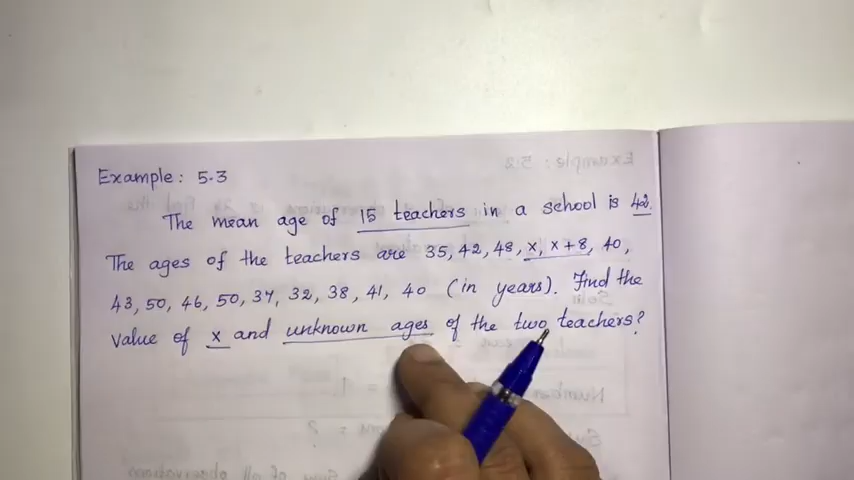 Example: 5.3
The mean age of 15 teachers in a school is 42.
The ages of the teachers are 35, 42, 48, x, x+8, 40,
43, 50, 46, 50, 37, 32, 38, 41, 40 (in years). Find the
value of x and unknown ages of the two teachers?